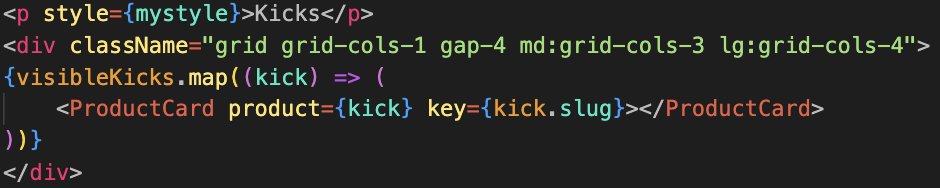 <p style={mystyle}>Kicks</p>
<div className="grid grid-cols-1 gap-4 md:grid-cols-3 lg:grid-cols-4">
{visibleKicks.map((kick) => (
    <ProductCard product={kick} key={kick.slug}></ProductCard>
))}
</div>